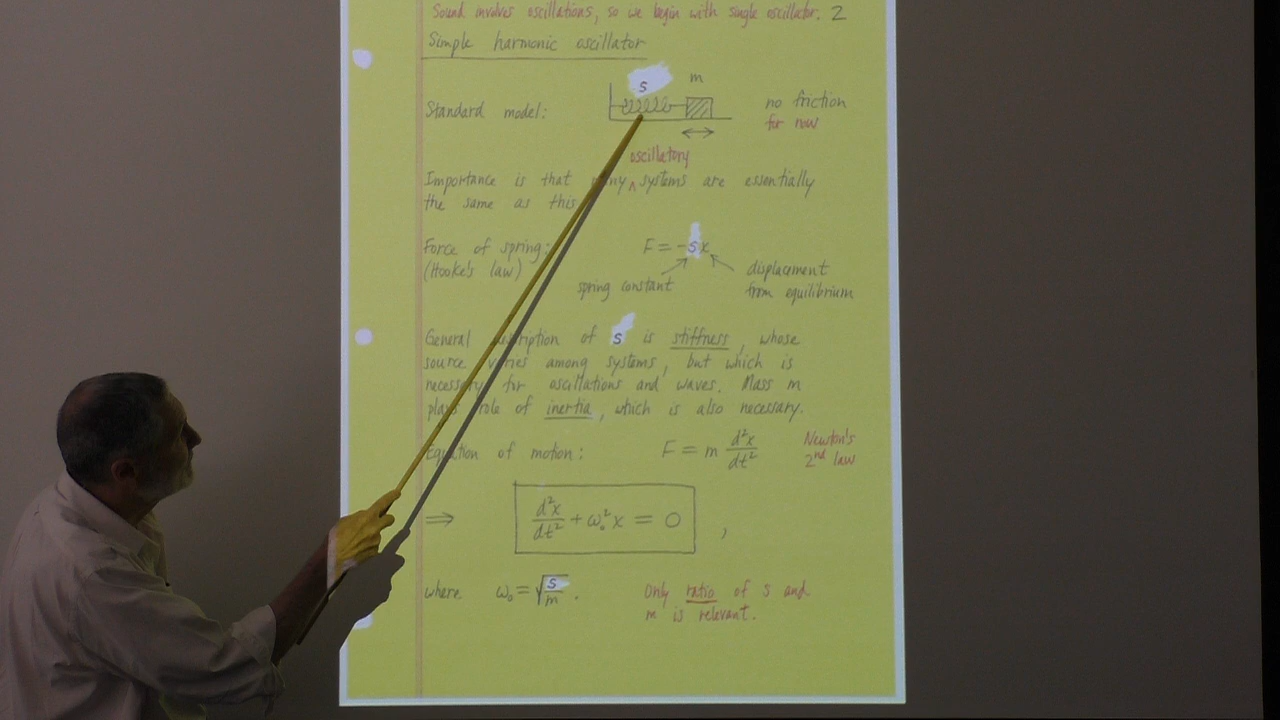 Sound involves oscillations, so we begin with single oscillator. 2
Simple harmonic oscillator
s m
Standard model: no friction
for now
oscillatory
Importance is that many ^ systems are essentially
the same as this
Force of spring: F = -sx
(Hooke's law) displacement
spring constant from equilibrium
General description of s is stiffness, whose
source varies among systems, but which is
necessary for oscillations and waves. Mass m
plays role of inertia, which is also necessary.
Equation of motion: F = m d²x/dt² Newton's
2nd law
⇒ d²x/dt² + ω₀²x = 0 ,
where ω₀ = √(s/m) . Only ratio of s and
m is relevant.